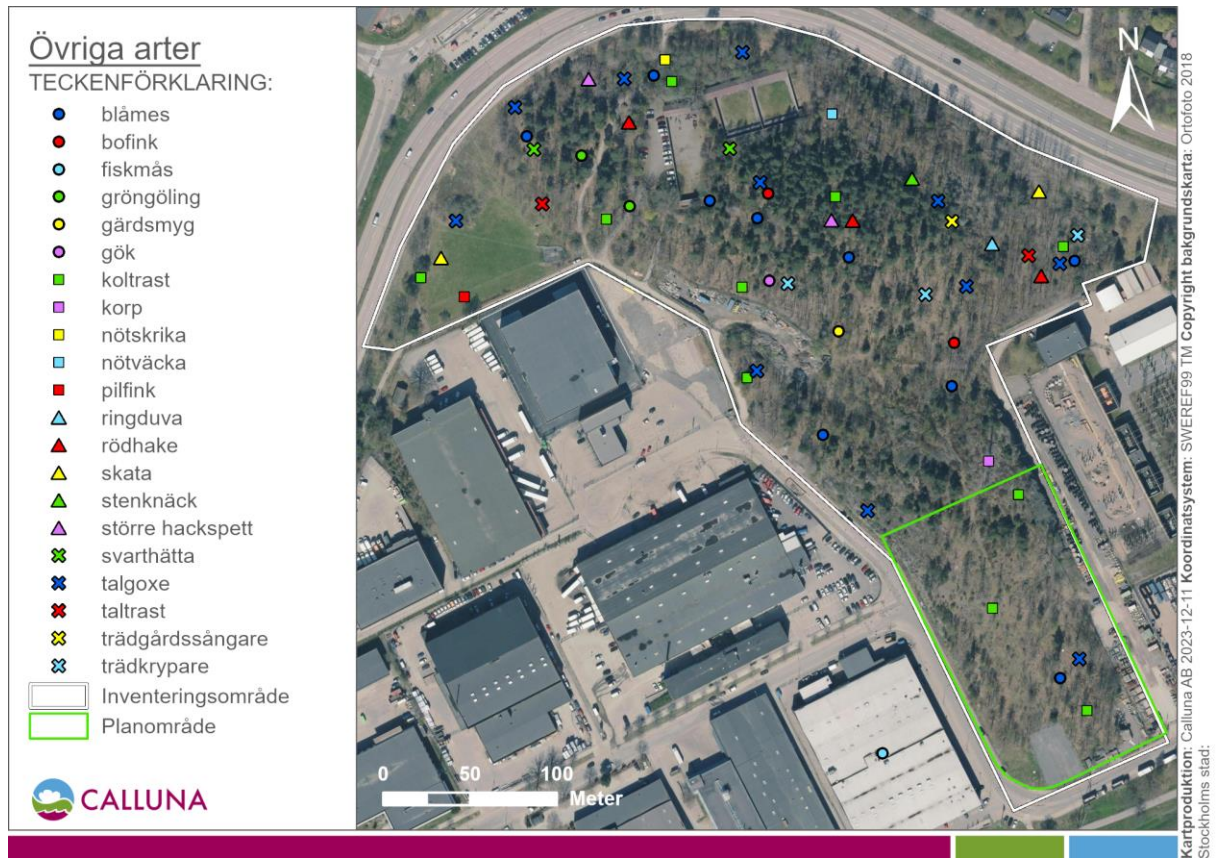 Övriga arter
TECKENFÖRKLARING:
blåmes
bofink
fiskmås
gröngöling
gärdsmyg
gök
koltrast
korp
nötskrika
nötväcka
pilfink
ringduva
rödhake
skata
stenknäck
större hackspett
svarthätta
talgoxe
taltrast
trädgårdssångare
trädkrypare
Inventeringsområde
Planområde
CALLUNA
N
0 50 100
Meter
Kartproduktion: Calluna AB 2023-12-11 Koordinatsystem: SWEREF99 TM Copyright bakgrundskarta: Ortofoto 2018
Stockholms stad: